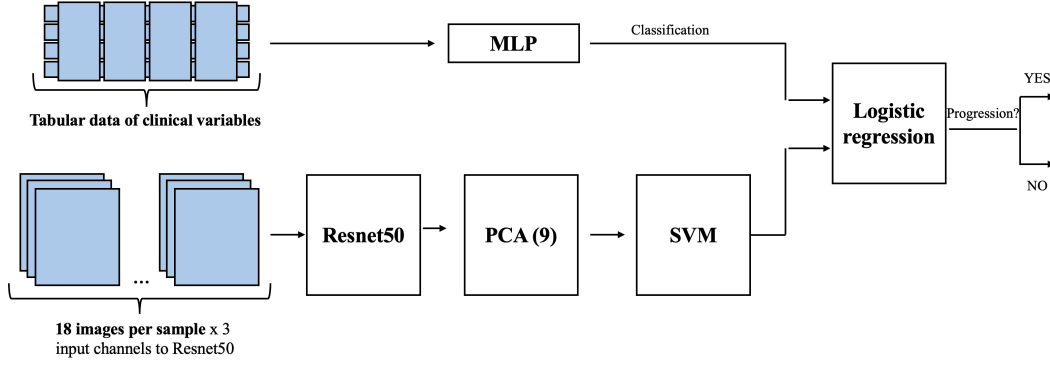 MLP
Classification
Tabular data of clinical variables
Logistic
regression
Progression?
YES
NO
Resnet50
PCA (9)
SVM
...
18 images per sample x 3
input channels to Resnet50